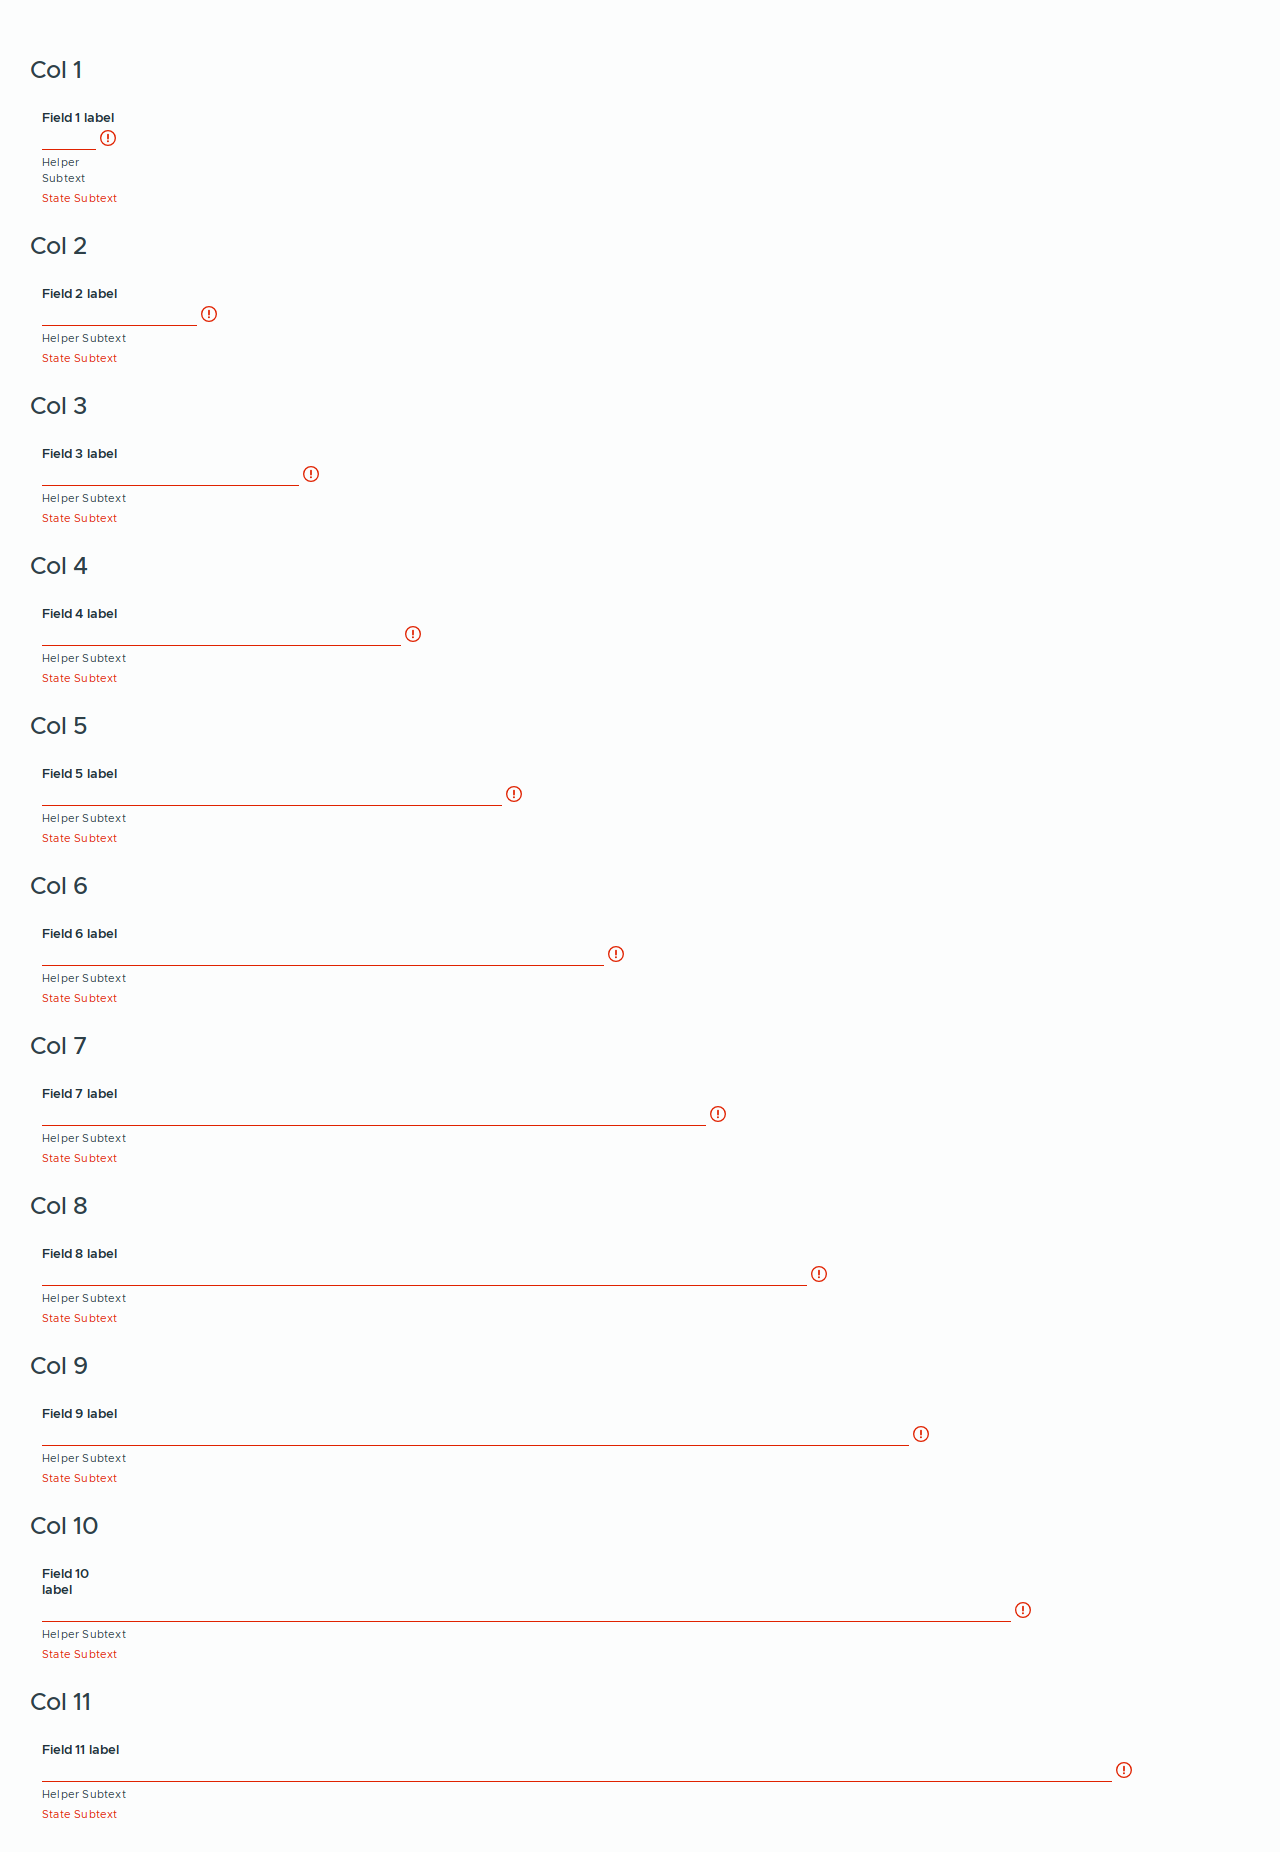 Col 1
Field 1 label
Helper
Subtext
State Subtext
Col 2
Field 2 label
Helper Subtext
State Subtext
Col 3
Field 3 label
Helper Subtext
State Subtext
Col 4
Field 4 label
Helper Subtext
State Subtext
Col 5
Field 5 label
Helper Subtext
State Subtext
Col 6
Field 6 label
Helper Subtext
State Subtext
Col 7
Field 7 label
Helper Subtext
State Subtext
Col 8
Field 8 label
Helper Subtext
State Subtext
Col 9
Field 9 label
Helper Subtext
State Subtext
Col 10
Field 10
label
Helper Subtext
State Subtext
Col 11
Field 11 label
Helper Subtext
State Subtext